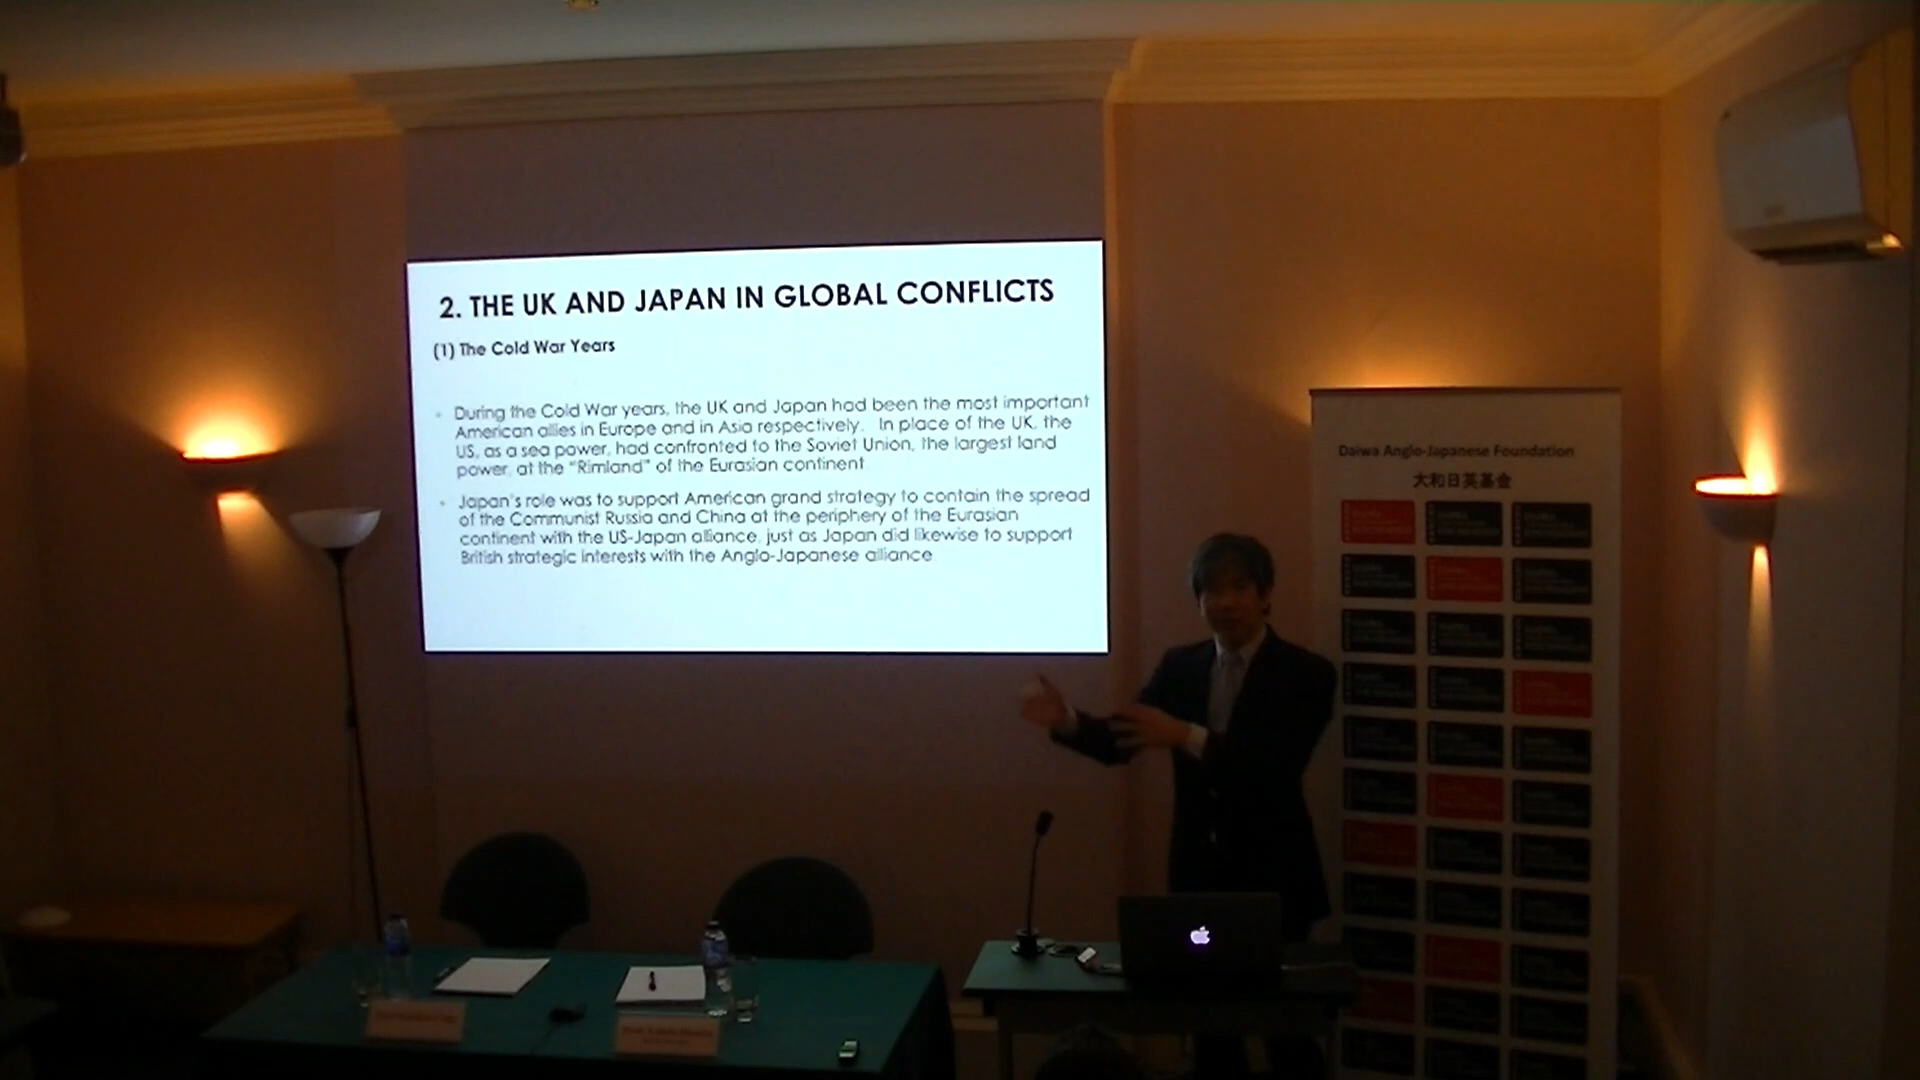 2. THE UK AND JAPAN IN GLOBAL CONFLICTS
(1) The Cold War Years
During the Cold War years, the UK and Japan had been the most important
American allies in Europe and in Asia respectively. In place of the UK, the
US, as a sea power, had confronted to the Soviet Union, the largest land
power, at the "Rimland" of the Eurasian continent
Japan's role was to support American grand strategy to contain the spread
of the Communist Russia and China at the periphery of the Eurasian
continent with the US-Japan alliance, just as Japan did likewise to support
British strategic interests with the Anglo-Japanese alliance
Daiwa Anglo-Japanese Foundation
大和日英基金